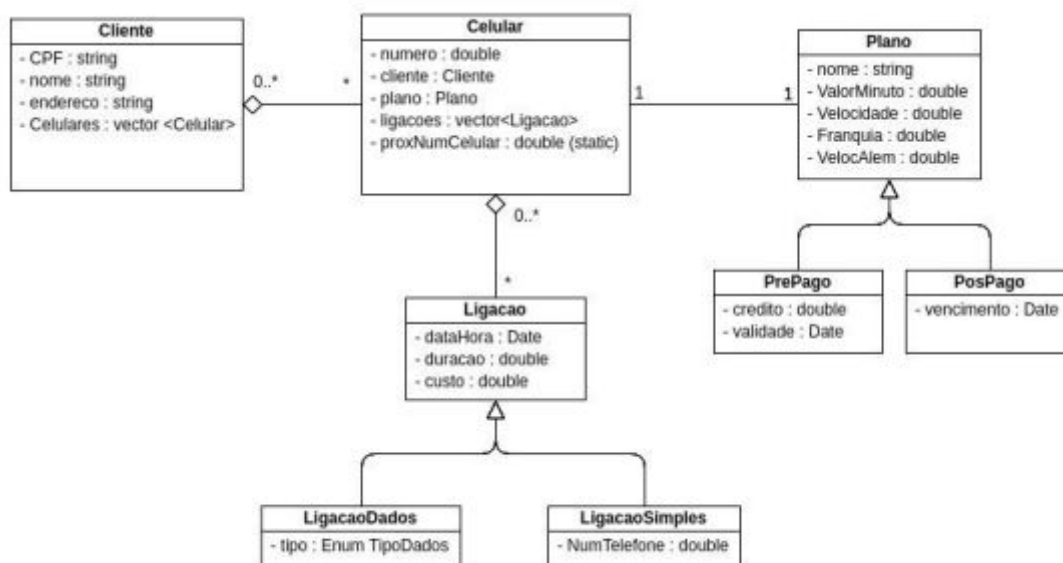 Cliente
- CPF : string
- nome : string
- endereco : string
- Celulares : vector <Celular>
0..*
*
Celular
- numero : double
- cliente : Cliente
- plano : Plano
- ligacoes : vector<Ligacao>
- proxNumCelular : double (static)
1
1
Plano
- nome : string
- ValorMinuto : double
- Velocidade : double
- Franquia : double
- VelocAlem : double
0..*
*
PrePago
- credito : double
- validade : Date
PosPago
- vencimento : Date
Ligacao
- dataHora : Date
- duracao : double
- custo : double
LigacaoDados
- tipo : Enum TipoDados
LigacaoSimples
- NumTelefone : double